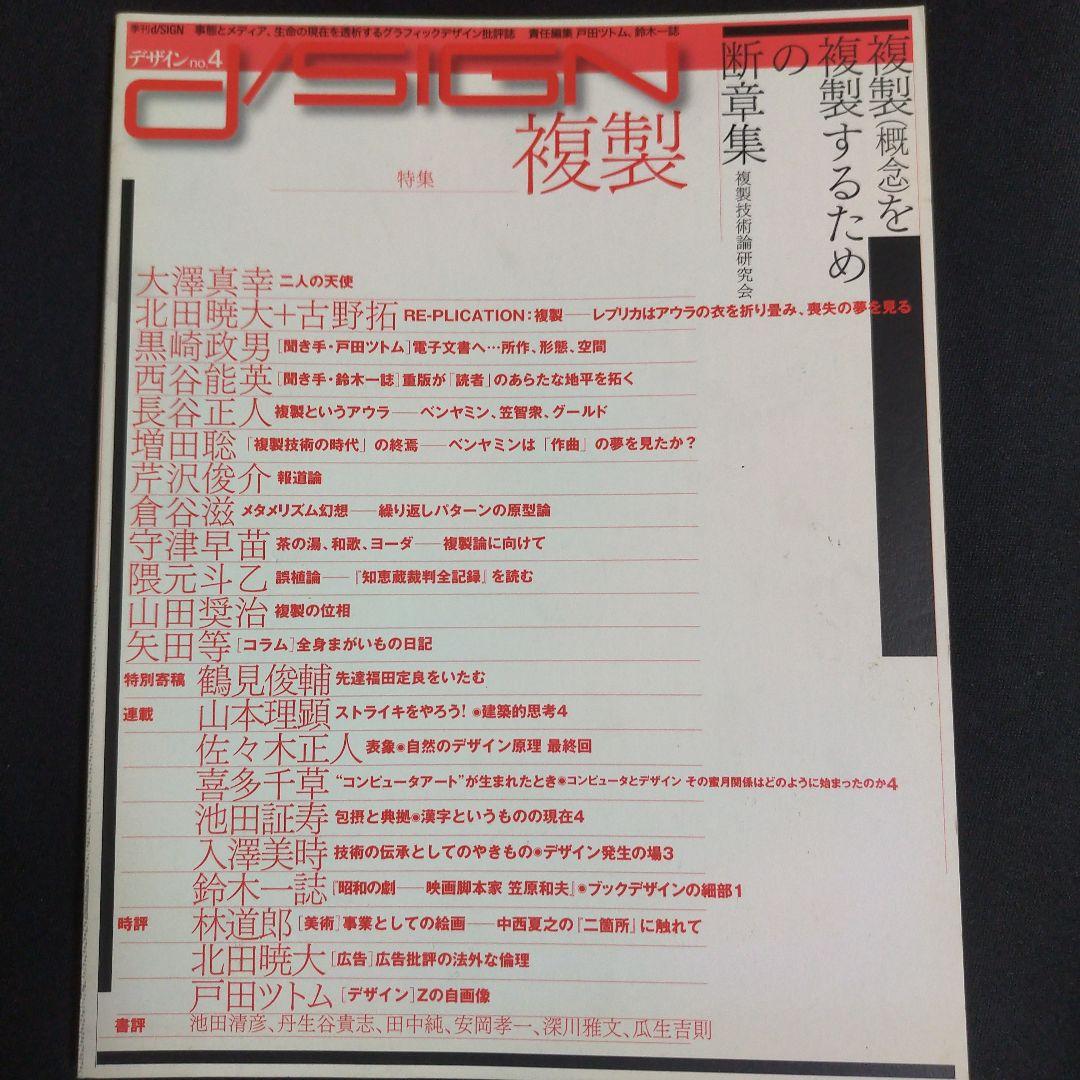 季刊d/SIGN 事態とメディア、生命の現在を透析するグラフィックデザイン批評誌 責任編集 戸田ツトム、鈴木一誌
デザインno.4
d/SIGN
特集 複製
複製(概念)を
複製するため
の
断章集 複製技術論研究会
大澤真幸 二人の天使
北田暁大+古野拓 RE-PLICATION:複製──レプリカはアウラの衣を折り畳み、喪失の夢を見る
黒崎政男 [聞き手・戸田ツトム]電子文書へ…所作、形態、空間
西谷能英 [聞き手・鈴木一誌]重版が「読者」のあらたな地平を拓く
長谷正人 複製というアウラ──ベンヤミン、笠智衆、グールド
増田聡 「複製技術の時代」の終焉──ベンヤミンは「作曲」の夢を見たか?
芹沢俊介 報道論
倉谷滋 メタメリズム幻想──繰り返しパターンの原型論
守津早苗 茶の湯、和歌、ヨーダ──複製論に向けて
隈元斗乙 誤植論──『知恵蔵裁判全記録』を読む
山田奨治 複製の位相
矢田等 [コラム]全身まがいもの日記
特別寄稿 鶴見俊輔 先達福田定良をいたむ
連載 山本理顕 ストライキをやろう! ◉建築的思考4
佐々木正人 表象◉自然のデザイン原理 最終回
喜多千草 “コンピュータアート”が生まれたとき◉コンピュータとデザイン その蜜月関係はどのように始まったのか4
池田証寿 包摂と典拠◉漢字というものの現在4
入澤美時 技術の伝承としてのやきもの◉デザイン発生の場3
鈴木一誌 『昭和の劇──映画脚本家 笠原和夫』◉ブックデザインの細部1
時評 林道郎 [美術]事業としての絵画──中西夏之の『二箇所』に触れて
北田暁大 [広告]広告批評の法外な倫理
戸田ツトム [デザイン]Zの自画像
書評 池田清彦、丹生谷貴志、田中純、安岡孝一、深川雅文、瓜生吉則